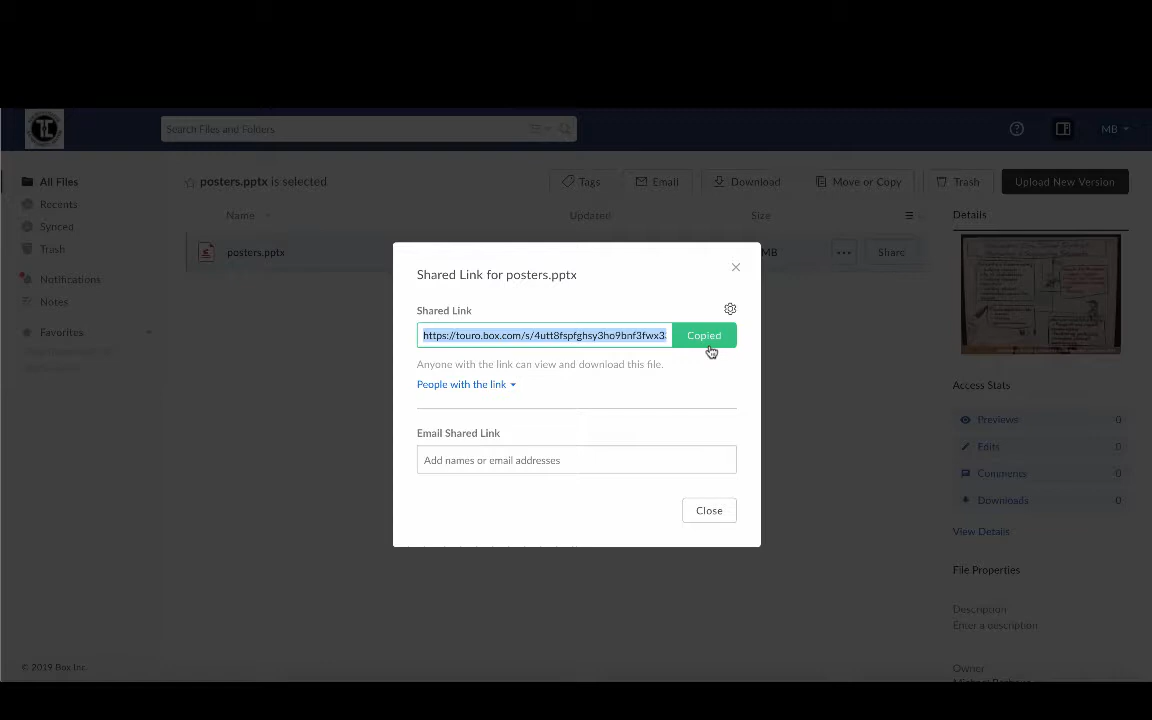 TC
Search Files and Folders
MB
All Files
Recents
Synced
Trash
Notifications
Notes
Favorites
posters.pptx is selected
Tags
Email
Download
Move or Copy
Trash
Upload New Version
Name
Updated
Size
posters.pptx
MB
Share
Shared Link for posters.pptx
Shared Link
https://touro.box.com/s/4utt8fspfghsy3ho9bnf3fwx3
Copied
Anyone with the link can view and download this file.
People with the link
Email Shared Link
Add names or email addresses
Close
Details
Access Stats
Previews 0
Edits 0
Comments 0
Downloads 0
View Details
File Properties
Description
Enter a description
Owner
© 2019 Box Inc.